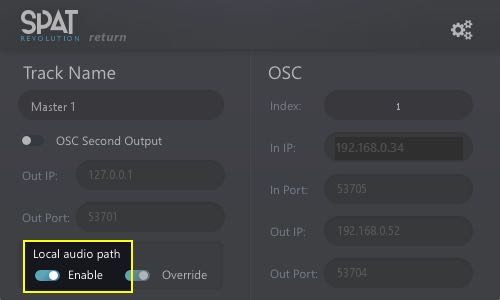 SPAT
REVOLUTION return
Track Name
Master 1
OSC Second Output
Out IP: 127.0.0.1
Out Port: 53701
Local audio path
Enable Override
OSC
Index: 1
In IP: 192.168.0.34
In Port: 53705
Out IP: 192.168.0.52
Out Port: 53704